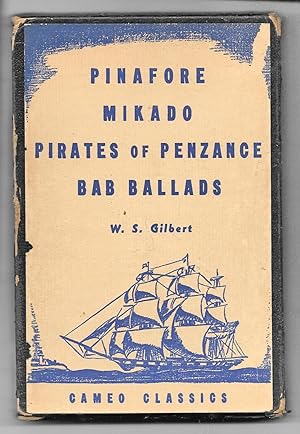 PINAFORE
MIKADO
PIRATES OF PENZANCE
BAB BALLADS
W. S. Gilbert
CAMEO CLASSICS